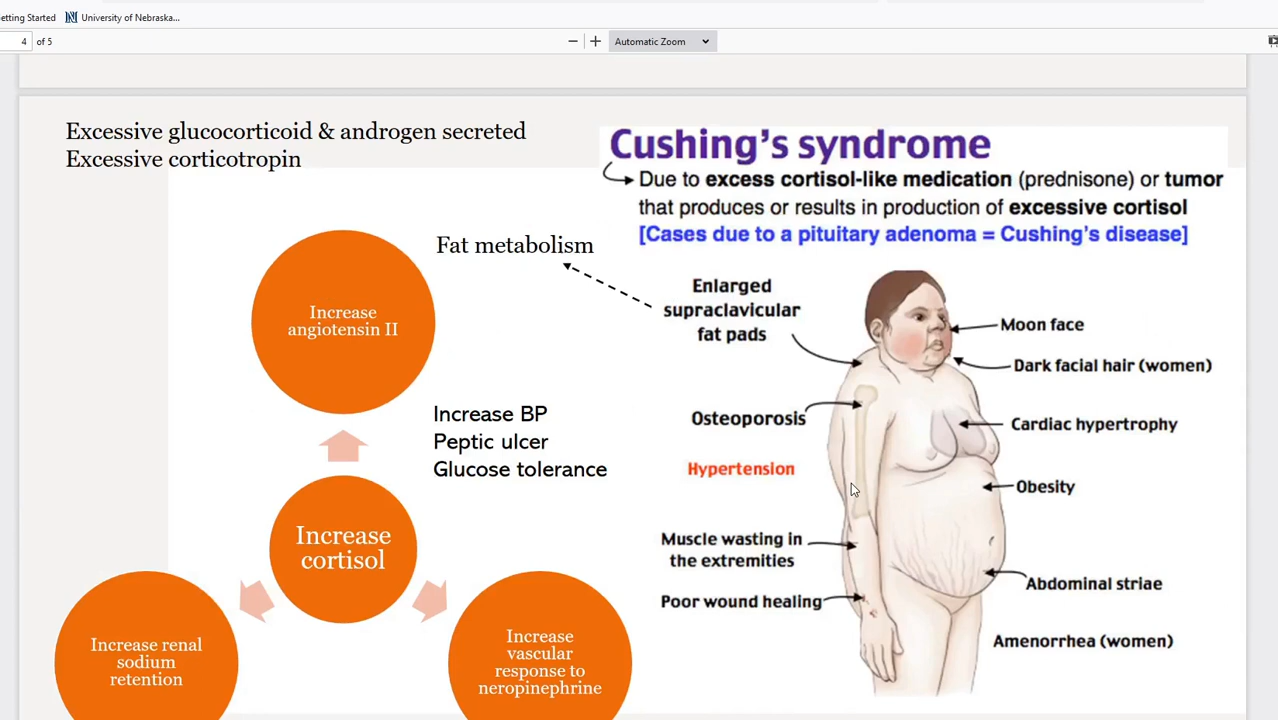 etting Started
University of Nebraska...
4 of 5
Automatic Zoom
Excessive glucocorticoid & androgen secreted
Excessive corticotropin
Cushing's syndrome
Due to excess cortisol-like medication (prednisone) or tumor
that produces or results in production of excessive cortisol
[Cases due to a pituitary adenoma = Cushing's disease]
Fat metabolism
Increase
angiotensin II
Increase BP
Peptic ulcer
Glucose tolerance
Increase
cortisol
Increase renal
sodium
retention
Increase
vascular
response to
neropinephrine
Enlarged
supraclavicular
fat pads
Moon face
Dark facial hair (women)
Osteoporosis
Cardiac hypertrophy
Hypertension
Obesity
Muscle wasting in
the extremities
Abdominal striae
Poor wound healing
Amenorrhea (women)